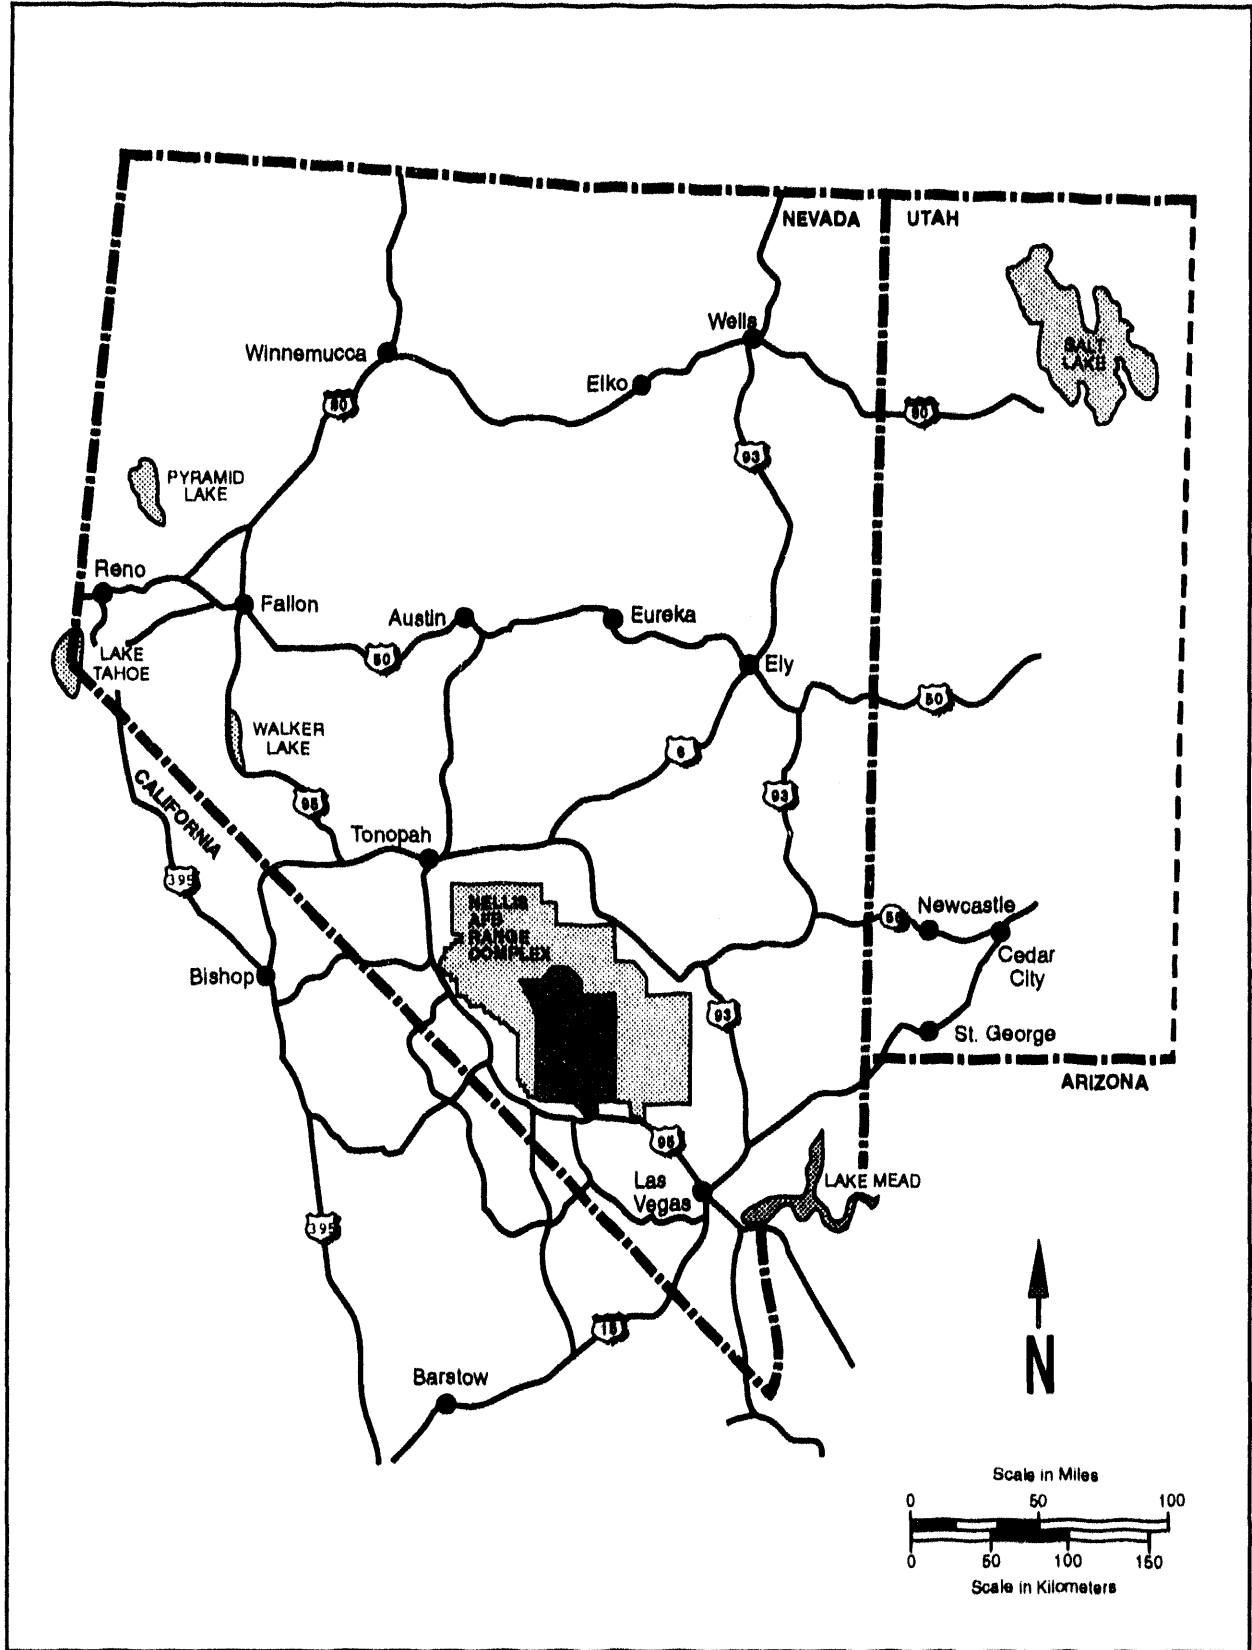 NEVADA
UTAH
SALT
LAKE
Wells
Winnemucca
Elko
80
80
93
PYRAMID
LAKE
Reno
Fallon
Austin
Eureka
50
LAKE
TAHOE
Ely
50
WALKER
LAKE
6
CALIFORNIA
95
93
Tonopah
395
NELLIS
AFB
RANGE
COMPLEX
Newcastle
56
Cedar
City
Bishop
93
St. George
ARIZONA
95
Las
Vegas
LAKE MEAD
395
15
N
Barstow
Scale in Miles
0
50
100
0
50
100
150
Scale in Kilometers